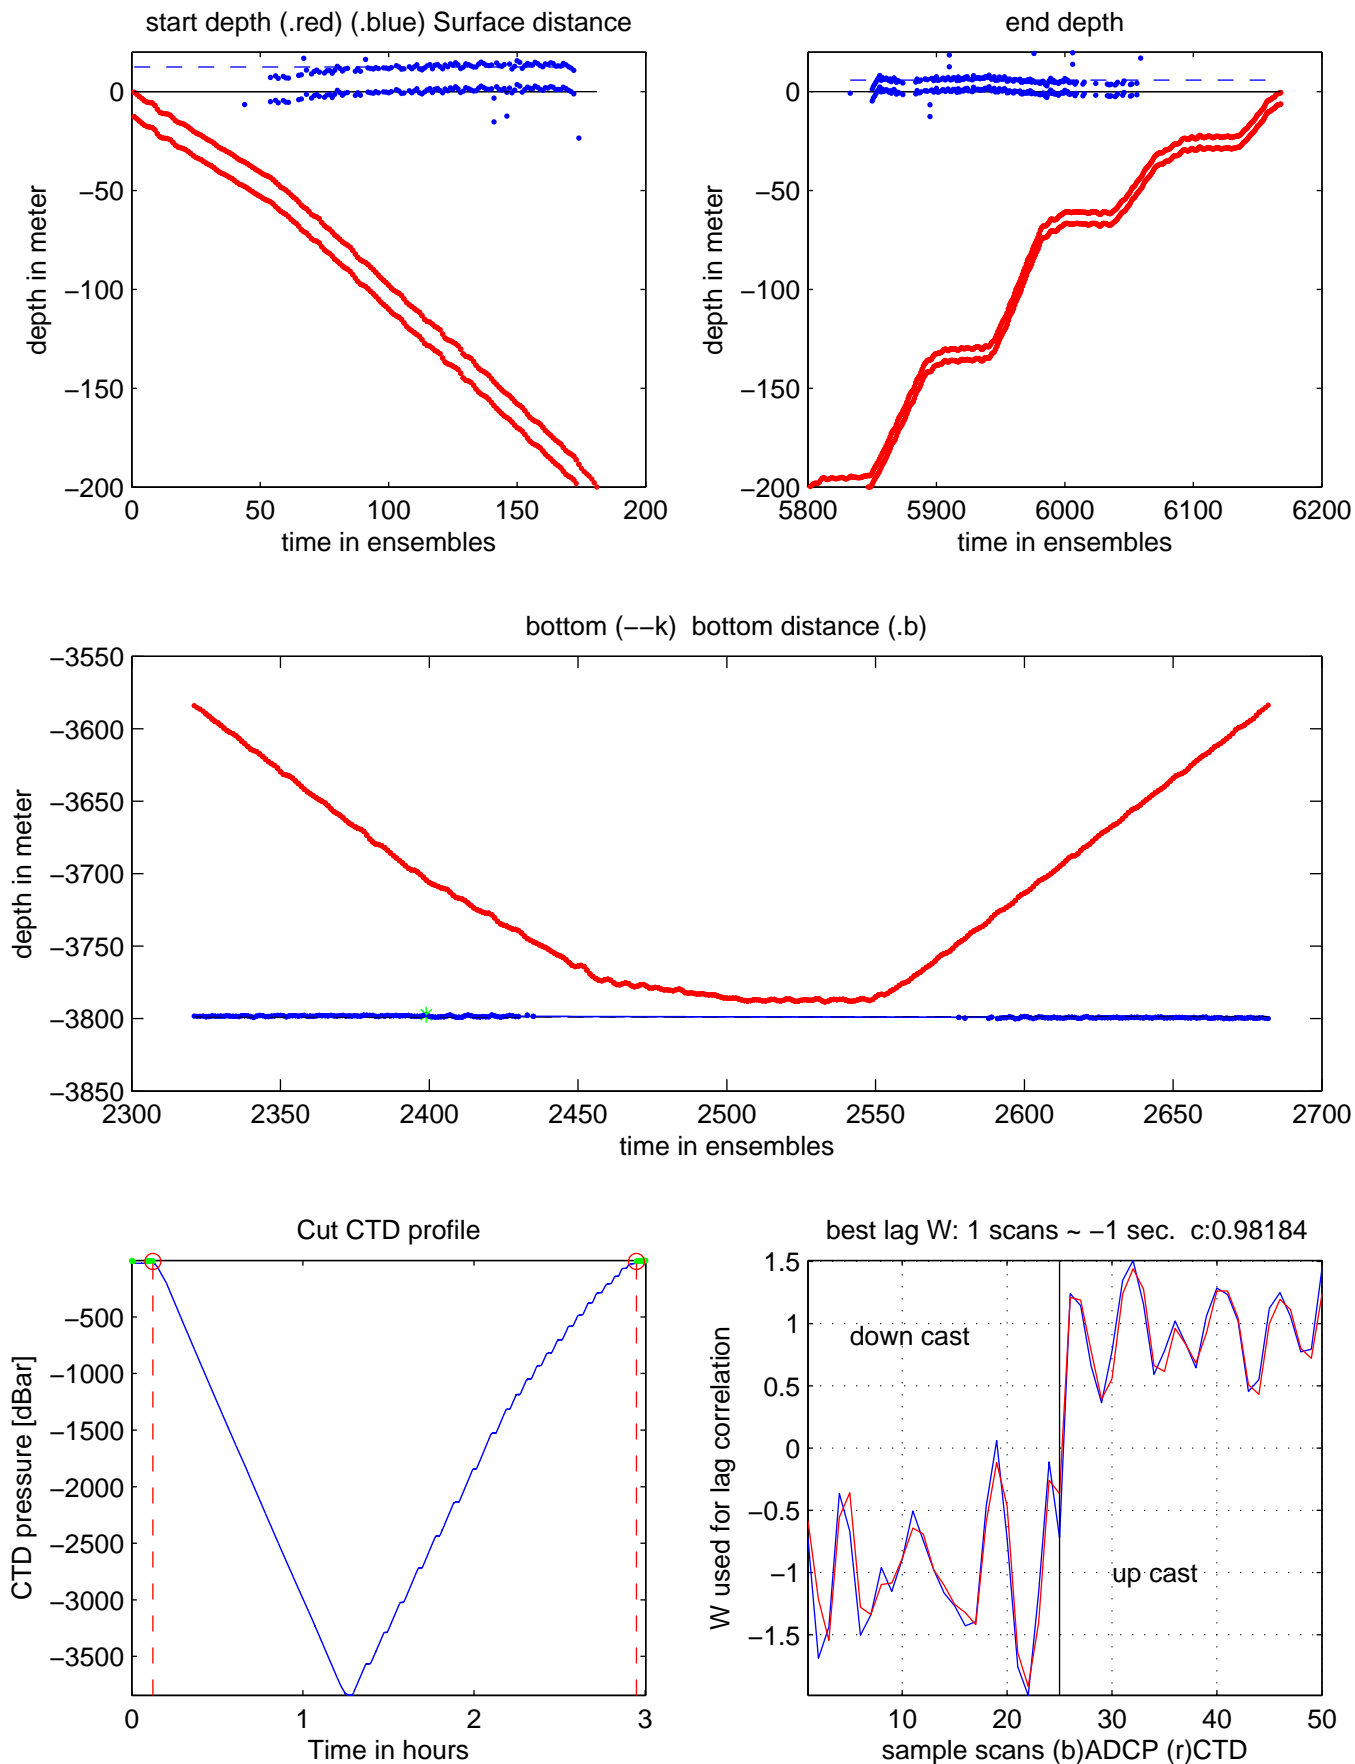 start depth (.red) (.blue) Surface distance
0
−50
−100
−150
−200
depth in meter
0 50 100 150 200
time in ensembles
end depth
0
−50
−100
−150
−200
depth in meter
5800 5900 6000 6100 6200
time in ensembles
bottom (−−k)  bottom distance (.b)
−3550
−3600
−3650
−3700
−3750
−3800
−3850
depth in meter
2300 2350 2400 2450 2500 2550 2600 2650 2700
time in ensembles
Cut CTD profile
−500
−1000
−1500
−2000
−2500
−3000
−3500
CTD pressure [dBar]
0 1 2 3
Time in hours
best lag W: 1 scans ~ −1 sec.  c:0.98184
1.5
1
0.5
0
−0.5
−1
−1.5
W used for lag correlation
down cast
up cast
10 20 30 40 50
sample scans (b)ADCP (r)CTD